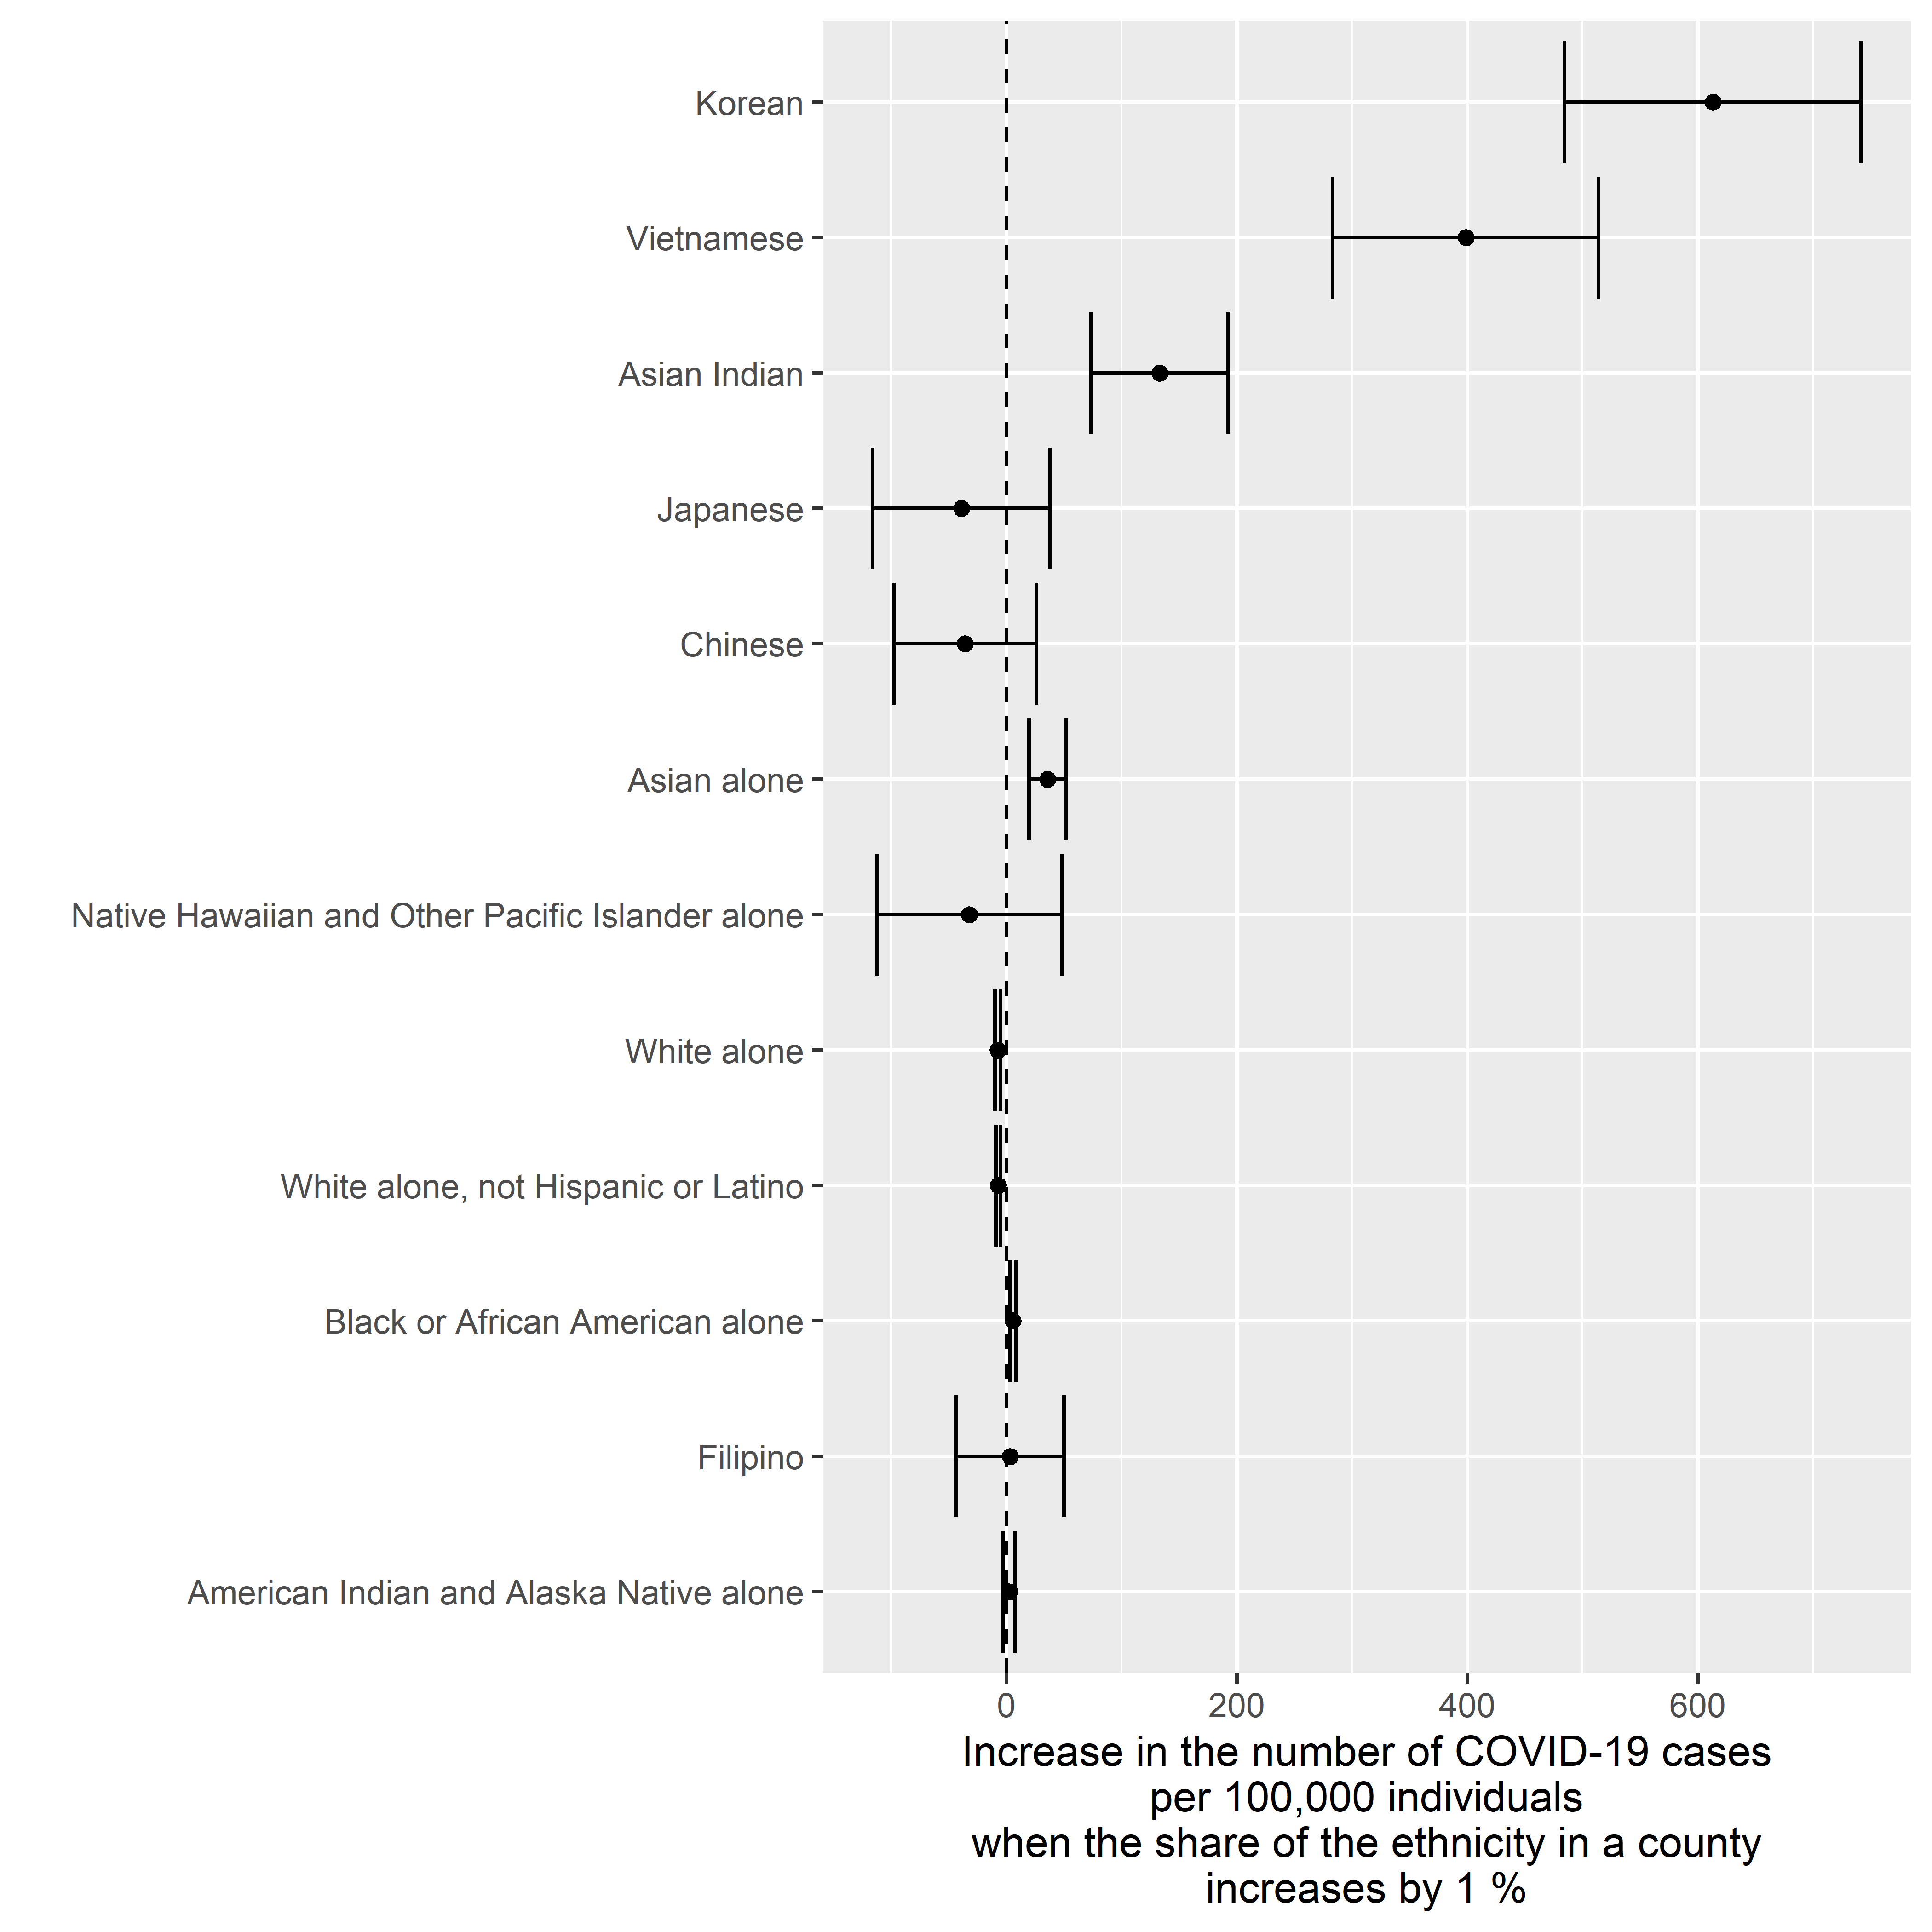 Korean
Vietnamese
Asian Indian
Japanese
Chinese
Asian alone
Native Hawaiian and Other Pacific Islander alone
White alone
White alone, not Hispanic or Latino
Black or African American alone
Filipino
American Indian and Alaska Native alone
0 200 400 600
Increase in the number of COVID-19 cases
per 100,000 individuals
when the share of the ethnicity in a county
increases by 1 %